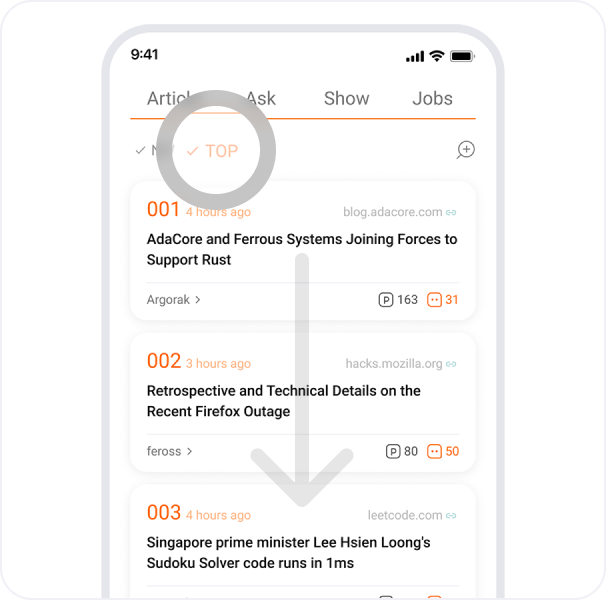 9:41
Ask Show Jobs
TOP
001 4 hours ago blog.adacore.com
AdaCore and Ferrous Systems Joining Forces to
Support Rust
Argorak 163 31
002 3 hours ago hacks.mozilla.org
Retrospective and Technical Details on the
Recent Firefox Outage
feross 80 50
003 4 hours ago leetcode.com
Singapore prime minister Lee Hsien Loong's
Sudoku Solver code runs in 1ms